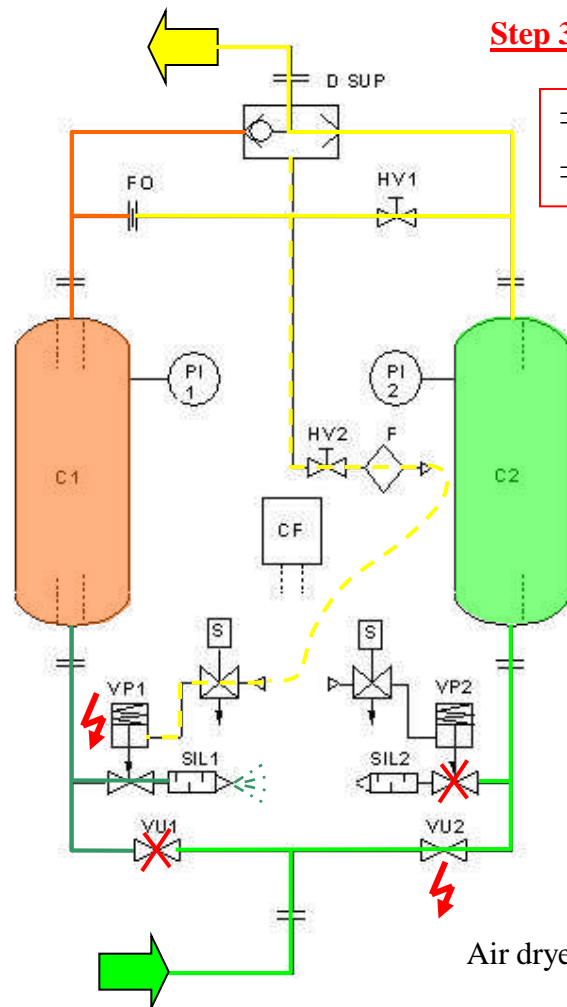 Step 3
D SUP
FO
HV1
PI
1
PI
2
HV2
F
C1
C2
CF
S
S
VP1
VP2
SIL1
SIL2
VU1
VU2
Air drye